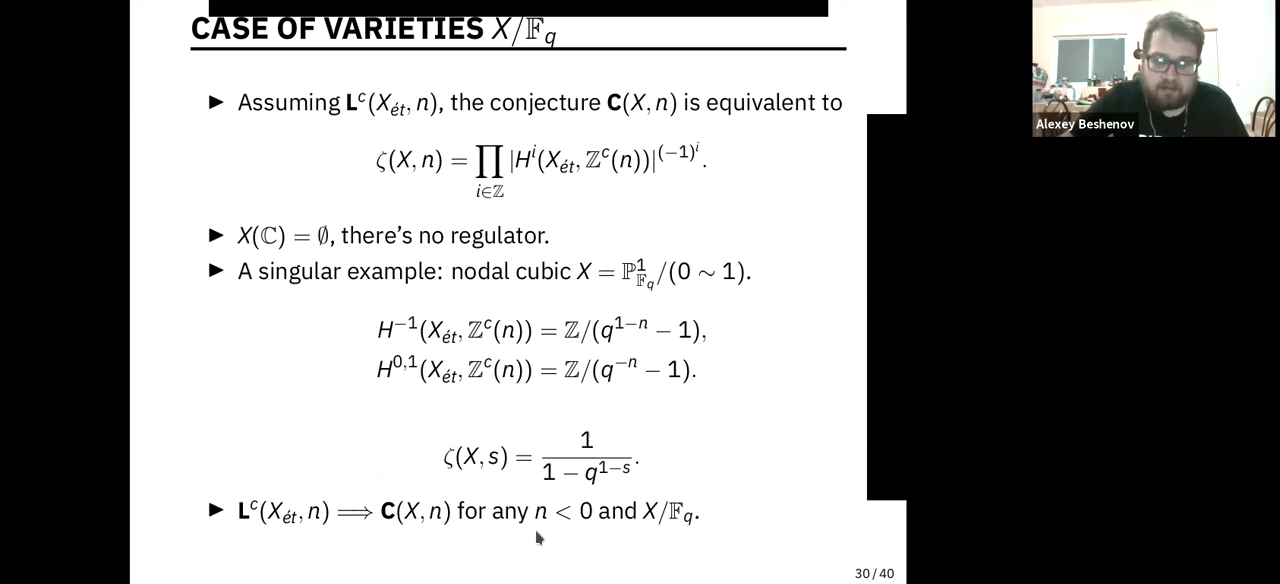 CASE OF VARIETIES X/𝔽_q
► Assuming L^c(X_ét, n), the conjecture C(X, n) is equivalent to
ζ(X, n) = ∏_{i∈ℤ} |H^i(X_ét, ℤ^c(n))|^{(−1)^i}.
► X(ℂ) = ∅, there's no regulator.
► A singular example: nodal cubic X = ℙ^1_{𝔽_q}/(0 ∼ 1).
H^{−1}(X_ét, ℤ^c(n)) = ℤ/(q^{1−n} − 1),
H^{0,1}(X_ét, ℤ^c(n)) = ℤ/(q^{−n} − 1).
ζ(X, s) = 1 / (1 − q^{1−s}).
► L^c(X_ét, n) ⟹ C(X, n) for any n < 0 and X/𝔽_q.
30 / 40
Alexey Beshenov